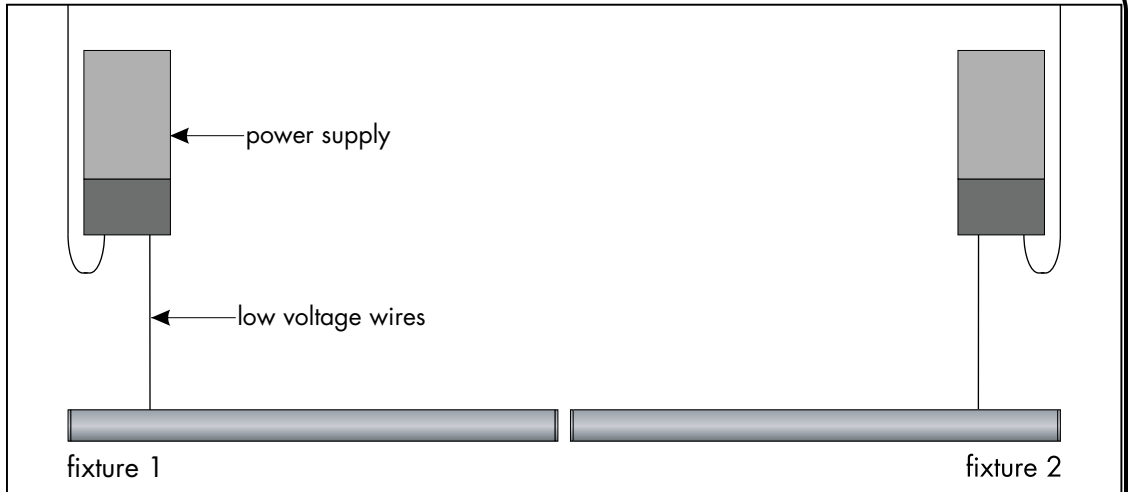 power supply
low voltage wires
fixture 1
fixture 2